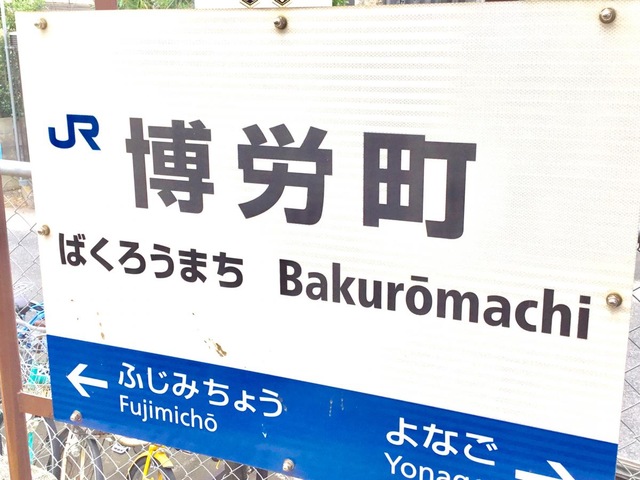 JR 博労町
ばくろうまち Bakurōmachi
← ふじみちょう
Fujimichō
よなご
Yonago →